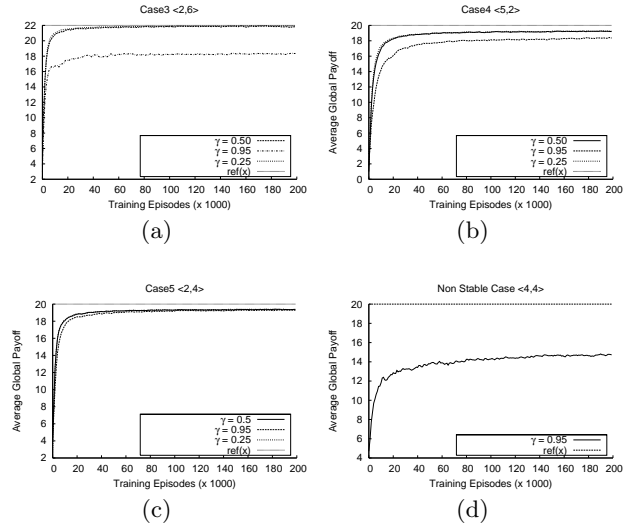 Case3 <2,6>
22
20
18
16
14
12
10
8
6
4
2
γ = 0.50
γ = 0.95
γ = 0.25
ref(x)
0 20 40 60 80 100 120 140 160 180 200
Training Episodes (x 1000)
(a)
Case4 <5,2>
Average Global Payoff
20
18
16
14
12
10
8
6
4
2
γ = 0.50
γ = 0.95
γ = 0.25
ref(x)
0 20 40 60 80 100 120 140 160 180 200
Training Episodes (x 1000)
(b)
Case5 <2,4>
Average Global Payoff
20
18
16
14
12
10
8
6
4
2
γ = 0.5
γ = 0.95
γ = 0.25
ref(x)
0 20 40 60 80 100 120 140 160 180 200
Training Episodes (x 1000)
(c)
Non Stable Case <4,4>
Average Global Payoff
20
18
16
14
12
10
8
6
4
γ = 0.95
0 20 40 60 80 100 120 140 160 180 200
Training Episodes (x 1000)
(d)